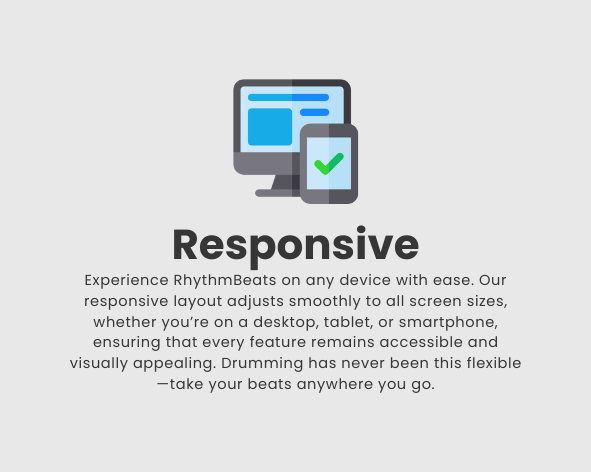 Responsive
Experience RhythmBeats on any device with ease. Our
responsive layout adjusts smoothly to all screen sizes,
whether you’re on a desktop, tablet, or smartphone,
ensuring that every feature remains accessible and
visually appealing. Drumming has never been this flexible
—take your beats anywhere you go.